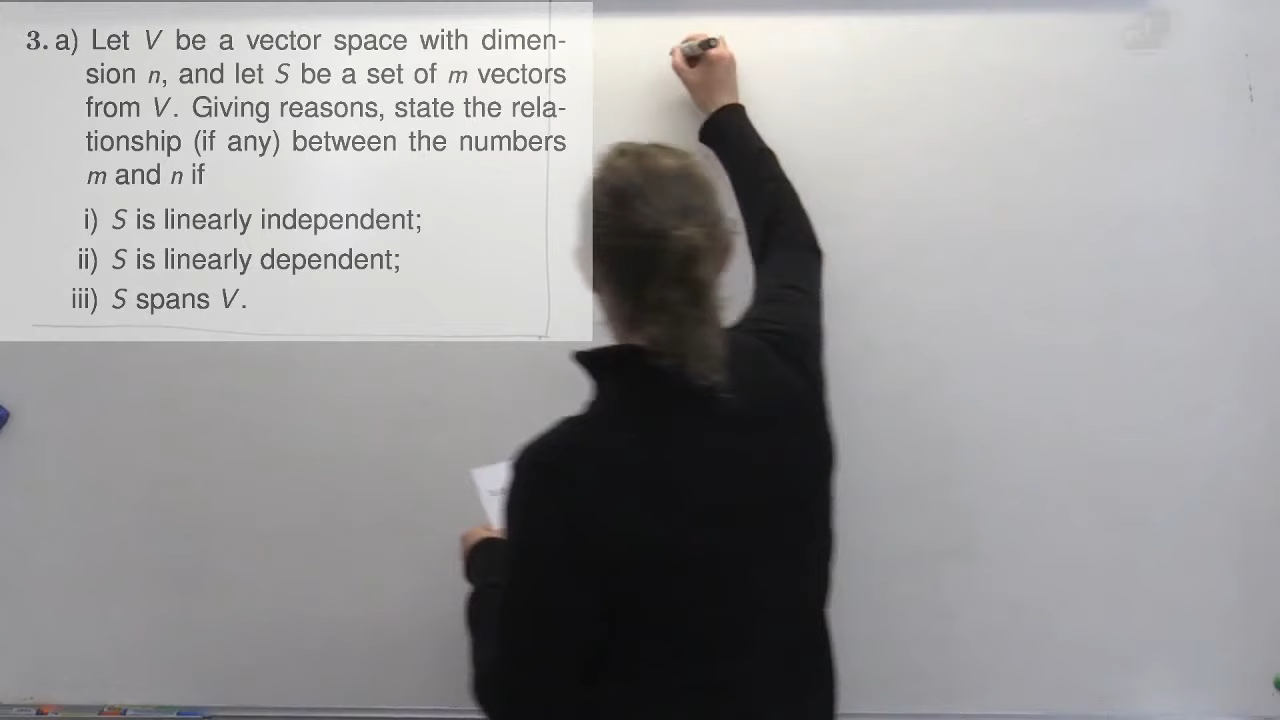 3. a) Let V be a vector space with dimen-
sion n, and let S be a set of m vectors
from V. Giving reasons, state the rela-
tionship (if any) between the numbers
m and n if
i) S is linearly independent;
ii) S is linearly dependent;
iii) S spans V.